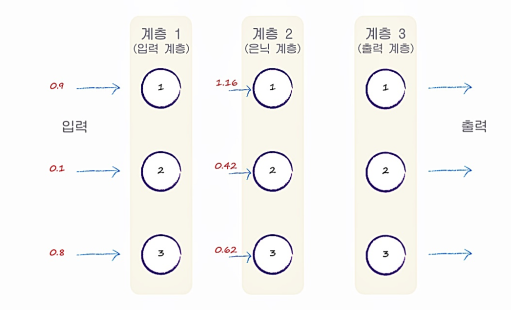 계층 1
(입력 계층)
계층 2
(은닉 계층)
계층 3
(출력 계층)
0.9
1
1.16
1
1
입력
출력
0.1
2
0.42
2
2
0.8
3
0.62
3
3